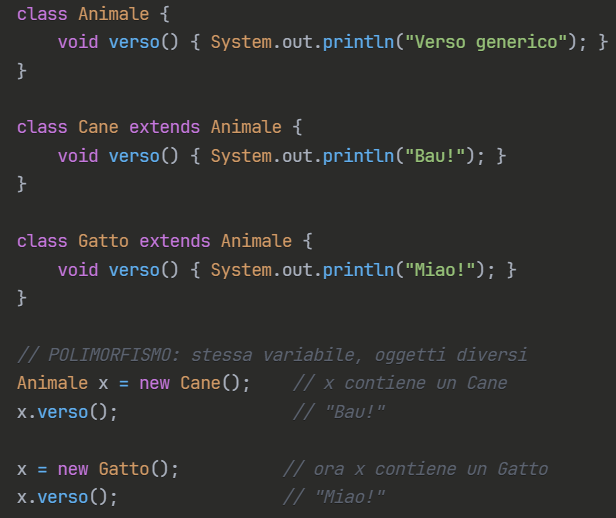 class Animale {
    void verso() { System.out.println("Verso generico"); }
}

class Cane extends Animale {
    void verso() { System.out.println("Bau!"); }
}

class Gatto extends Animale {
    void verso() { System.out.println("Miao!"); }
}

// POLIMORFISMO: stessa variabile, oggetti diversi
Animale x = new Cane();    // x contiene un Cane
x.verso();                 // "Bau!"

x = new Gatto();          // ora x contiene un Gatto
x.verso();                // "Miao!"